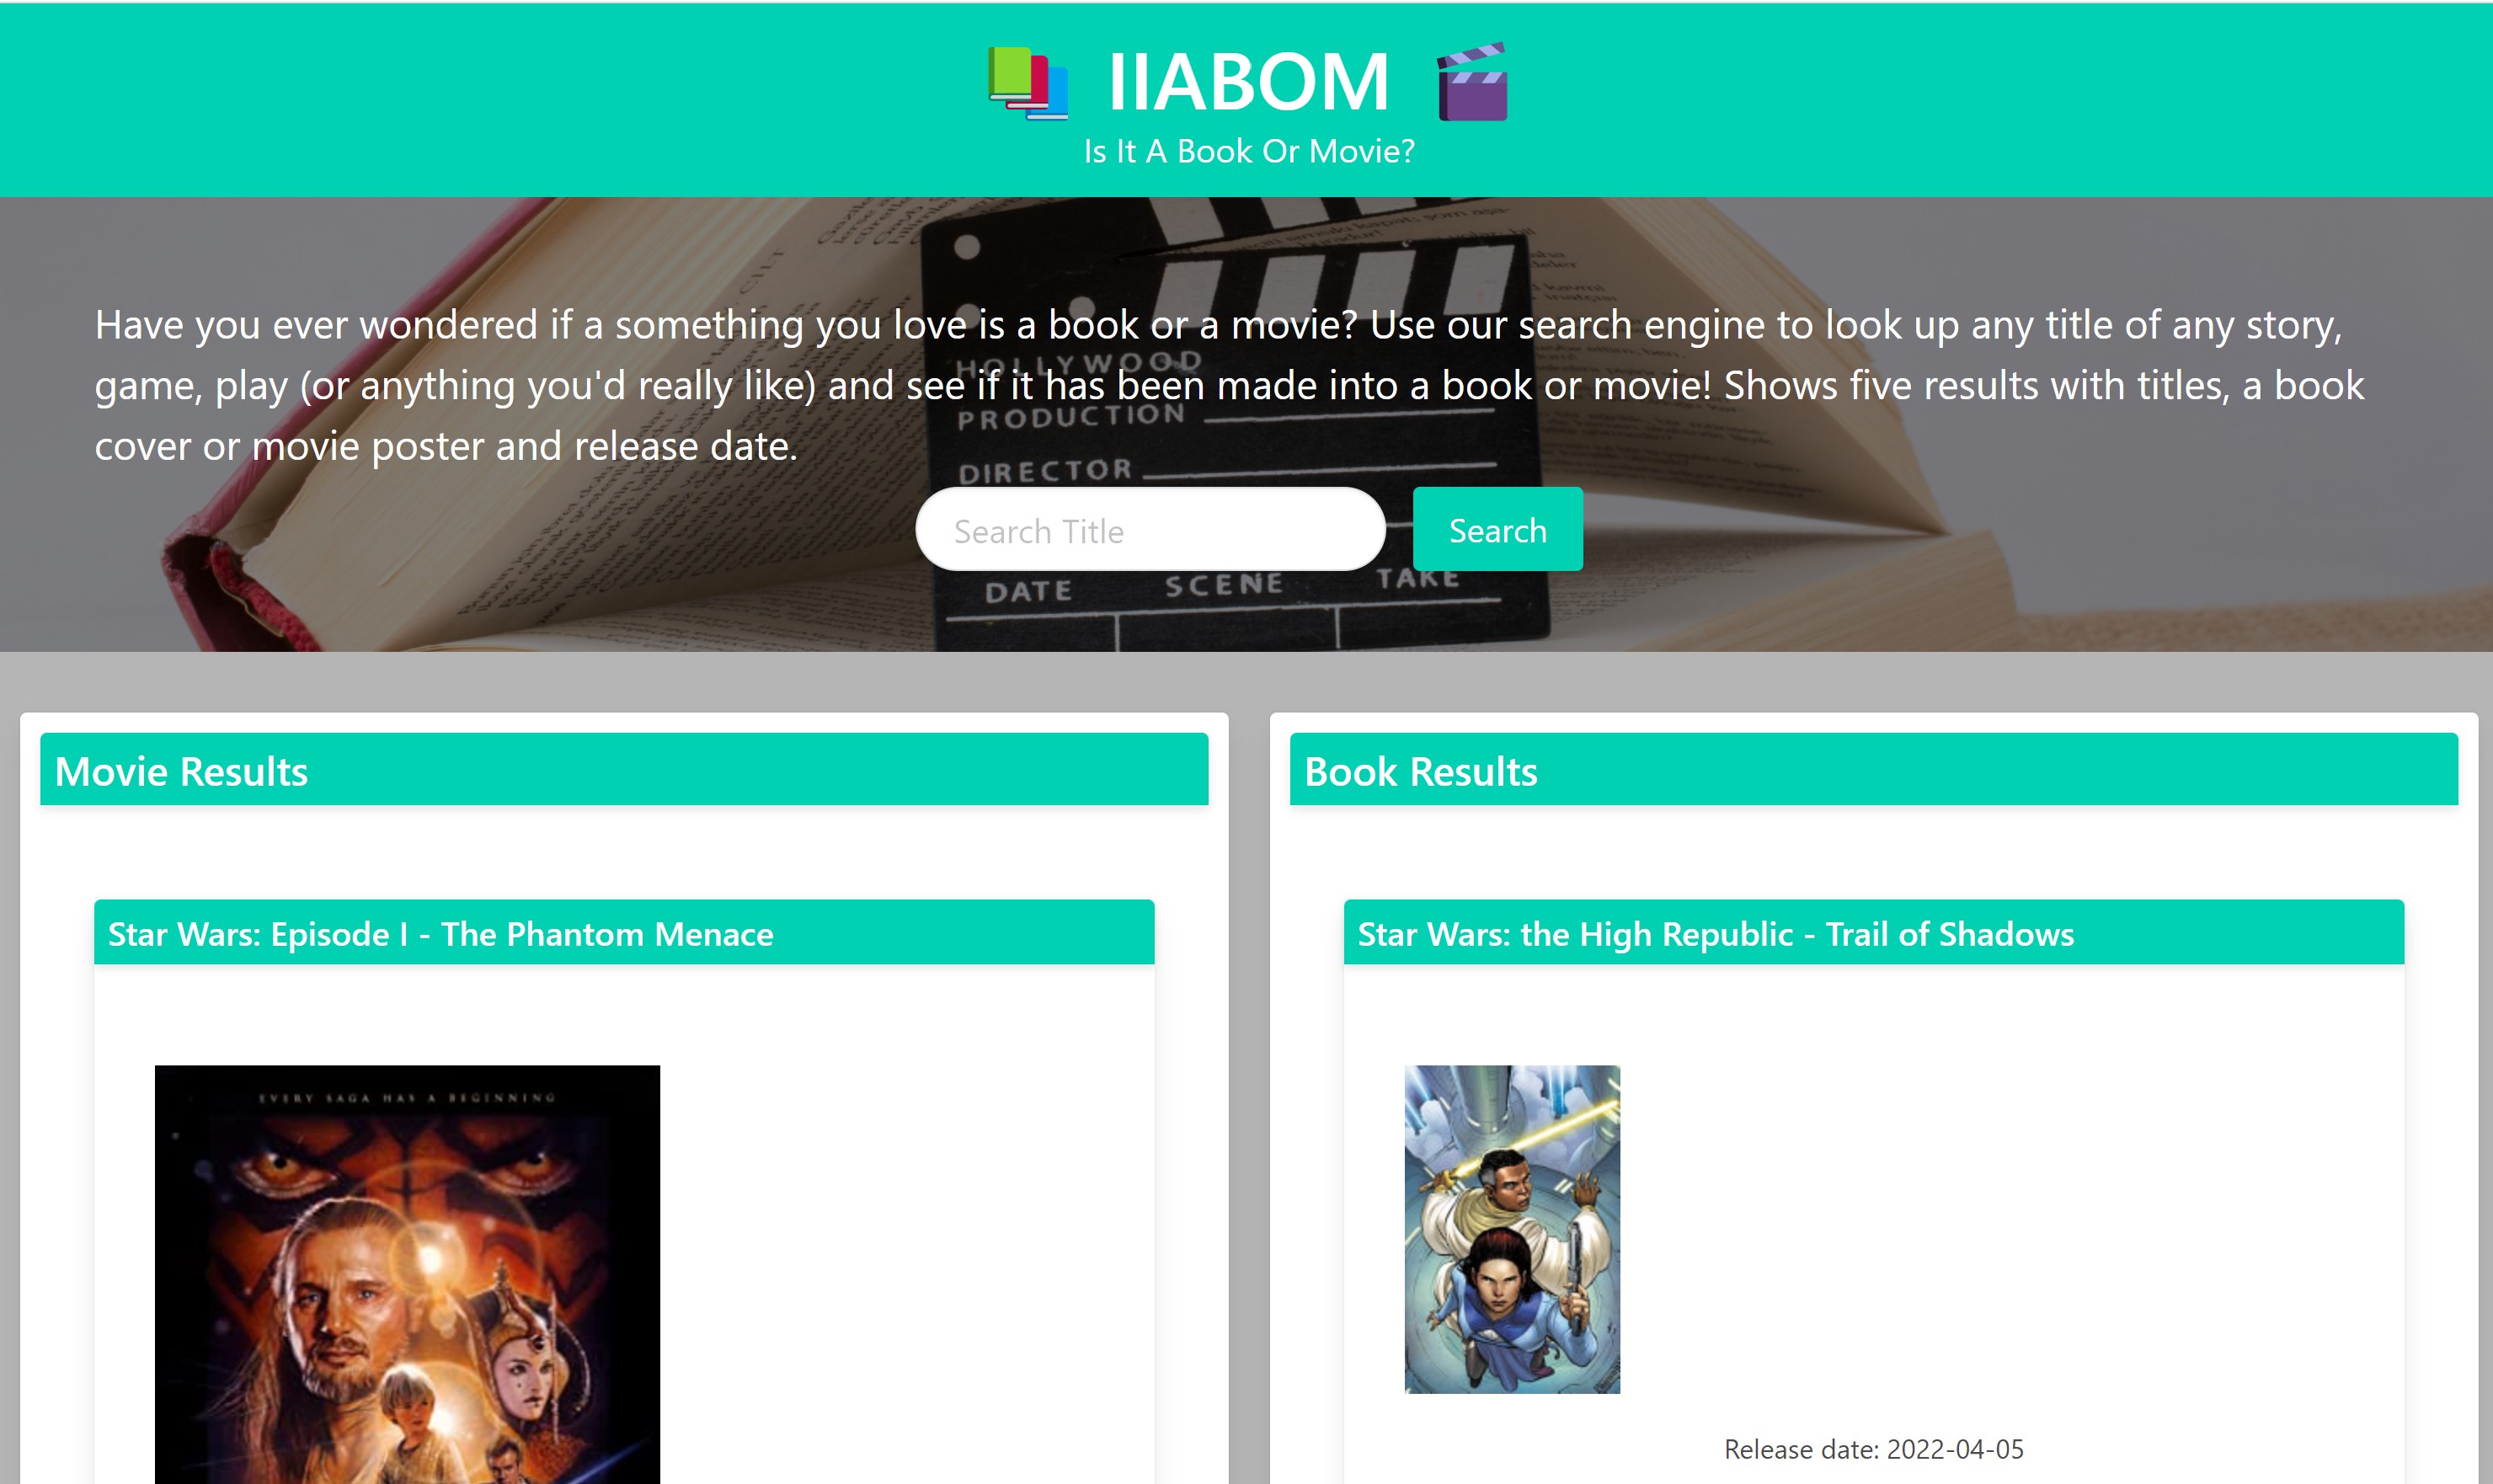 IIABOM
Is It A Book Or Movie?
Have you ever wondered if a something you love is a book or a movie? Use our search engine to look up any title of any story,
game, play (or anything you'd really like) and see if it has been made into a book or movie! Shows five results with titles, a book
cover or movie poster and release date.
HOLLYWOOD
PRODUCTION
DIRECTOR
Search Title
Search
DATE SCENE TAKE
Movie Results
Book Results
Star Wars: Episode I - The Phantom Menace
Star Wars: the High Republic - Trail of Shadows
EVERY SAGA HAS A BEGINNING
Release date: 2022-04-05